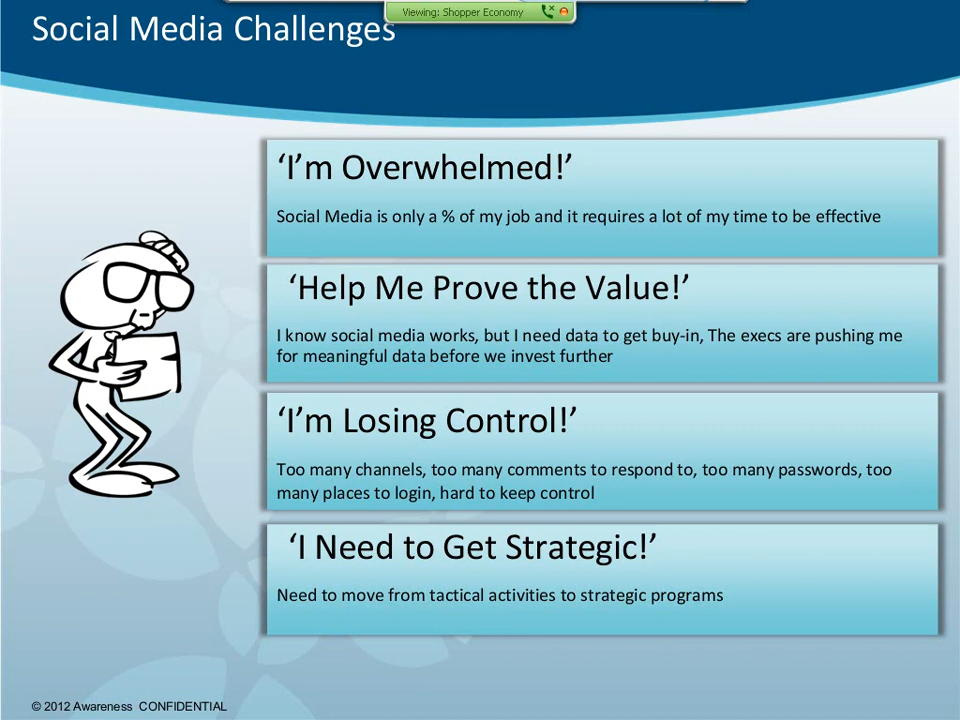 Viewing: Shopper Economy
Social Media Challenges
‘I’m Overwhelmed!’
Social Media is only a % of my job and it requires a lot of my time to be effective
‘Help Me Prove the Value!’
I know social media works, but I need data to get buy-in, The execs are pushing me
for meaningful data before we invest further
‘I’m Losing Control!’
Too many channels, too many comments to respond to, too many passwords, too
many places to login, hard to keep control
‘I Need to Get Strategic!’
Need to move from tactical activities to strategic programs
© 2012 Awareness CONFIDENTIAL